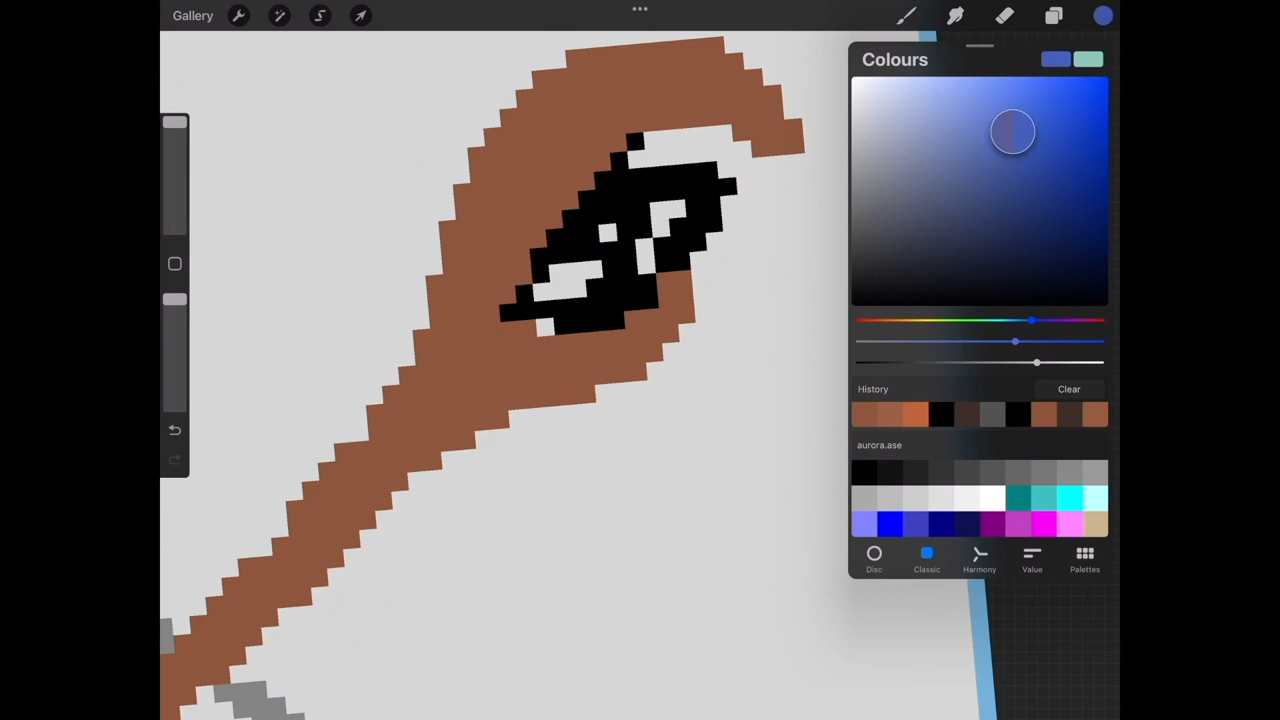 Gallery
Colours
History
Clear
aurora.ase
Disc
Classic
Harmony
Value
Palettes